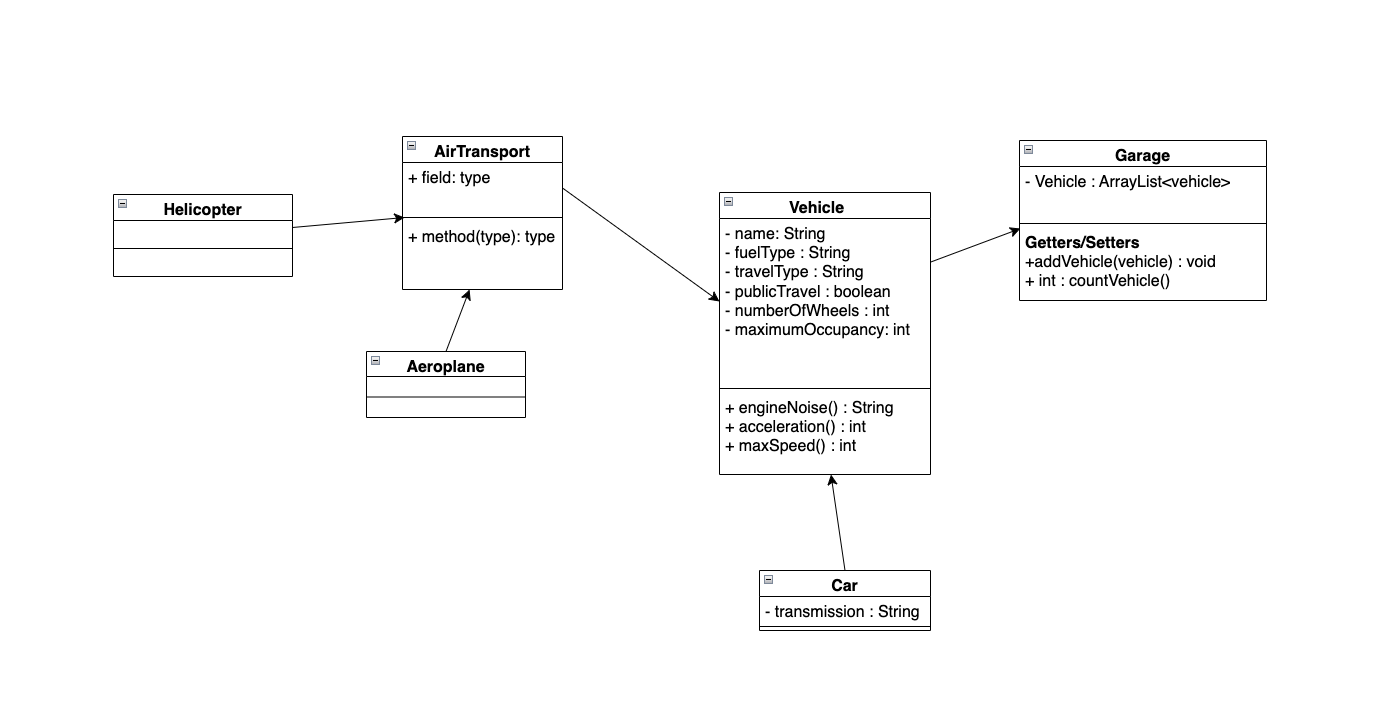 Helicopter
AirTransport
+ field: type
+ method(type): type
Aeroplane
Vehicle
- name: String
- fuelType : String
- travelType : String
- publicTravel : boolean
- numberOfWheels : int
- maximumOccupancy: int
+ engineNoise() : String
+ acceleration() : int
+ maxSpeed() : int
Car
- transmission : String
Garage
- Vehicle : ArrayList<vehicle>
Getters/Setters
+addVehicle(vehicle) : void
+ int : countVehicle()